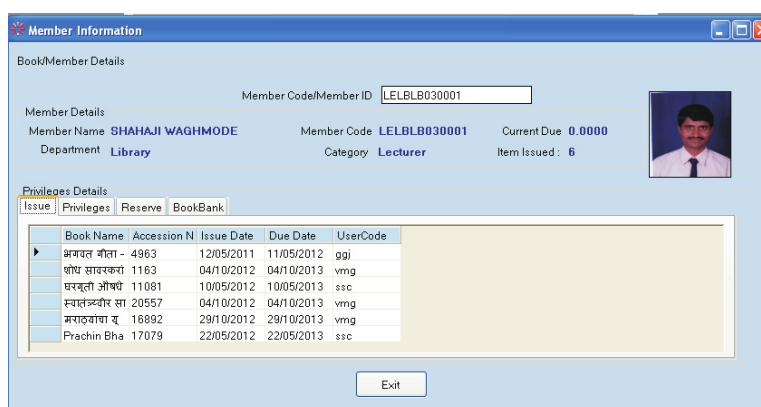 Member Information
Book/Member Details
Member Code/Member ID LELBLB030001
Member Details
Member Name SHAHAJI WAGHMODE Member Code LELBLB030001 Current Due 0.0000
Department Library Category Lecturer Item Issued : 6
Privileges Details
Issue Privileges Reserve BookBank
Book Name Accession N Issue Date Due Date UserCode
भगवत गीता - 4963 12/05/2011 11/05/2012 ggj
शोध सावरकरां 1163 04/10/2012 04/10/2013 vmg
घरगुती औषधे 11081 10/05/2012 10/05/2013 ssc
स्वातंत्र्यवीर सा 20557 04/10/2012 04/10/2013 vmg
मराठयांचा यू 16892 29/10/2012 29/10/2013 vmg
Prachin Bha 17079 22/05/2012 22/05/2013 ssc
Exit